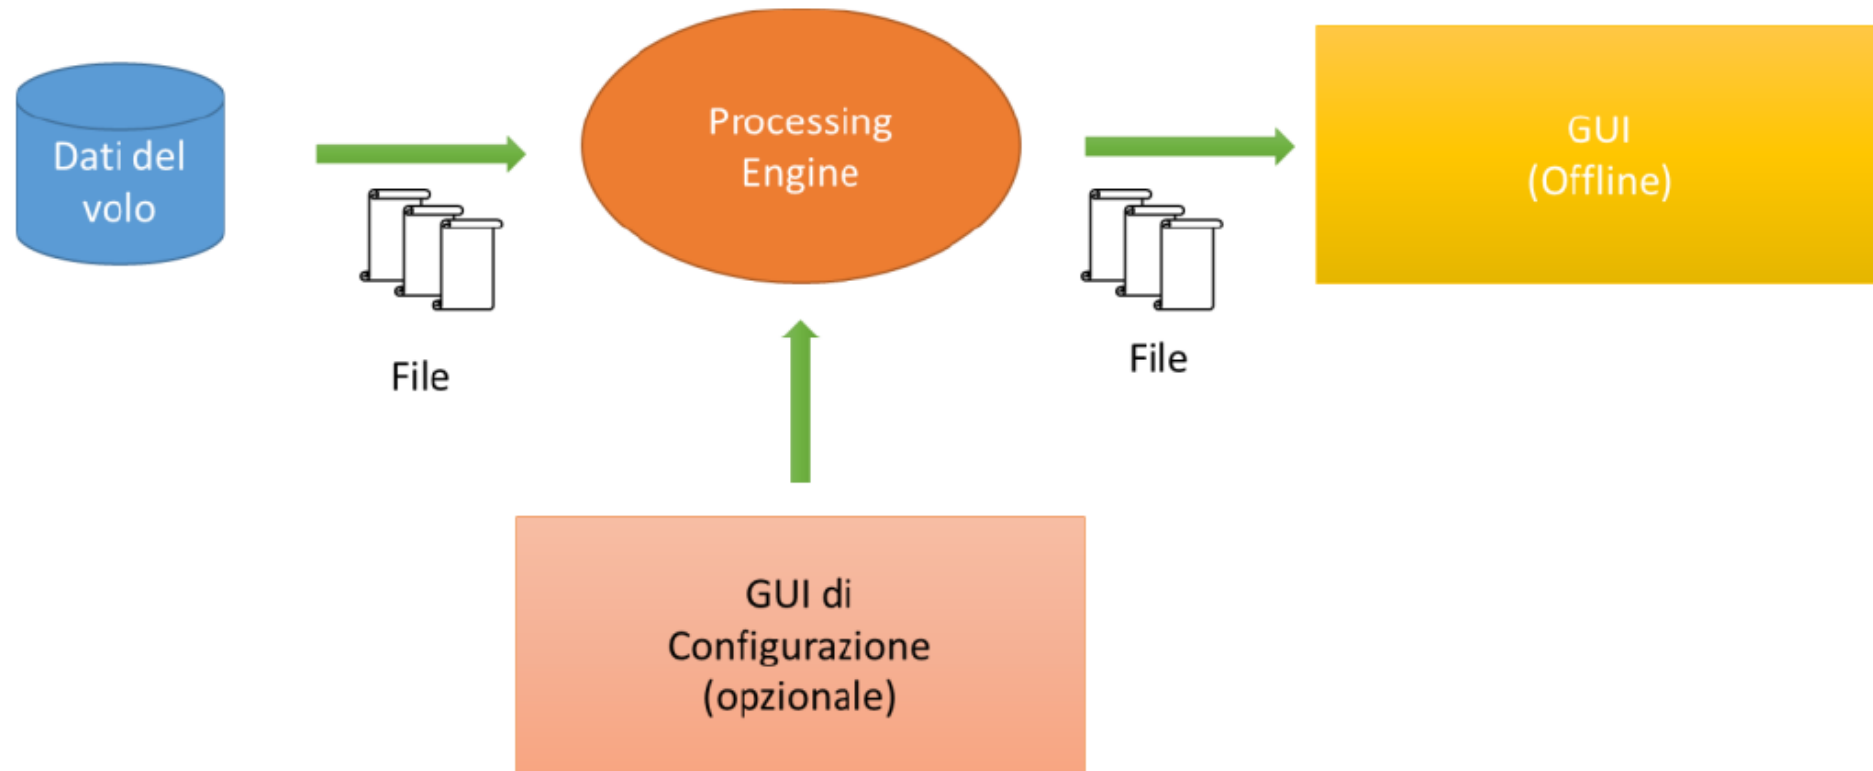 Dati del
volo
File
Processing
Engine
File
GUI
(Offline)
GUI di
Configurazione
(opzionale)